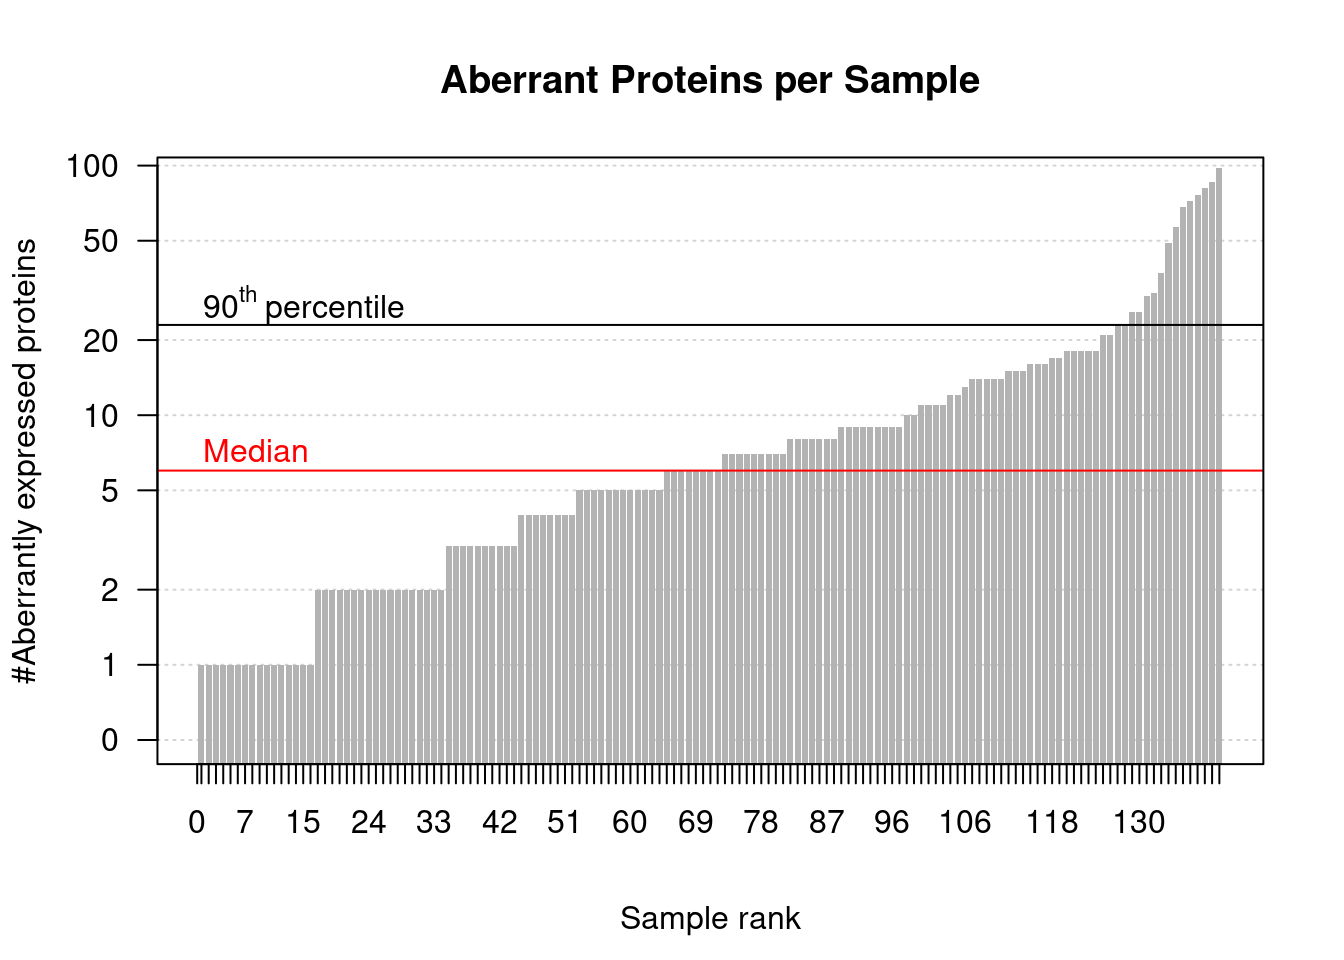 Aberrant Proteins per Sample
#Aberrantly expressed proteins
100
50
20
10
5
2
1
0
90th percentile
Median
0 7 15 24 33 42 51 60 69 78 87 96 106 118 130
Sample rank